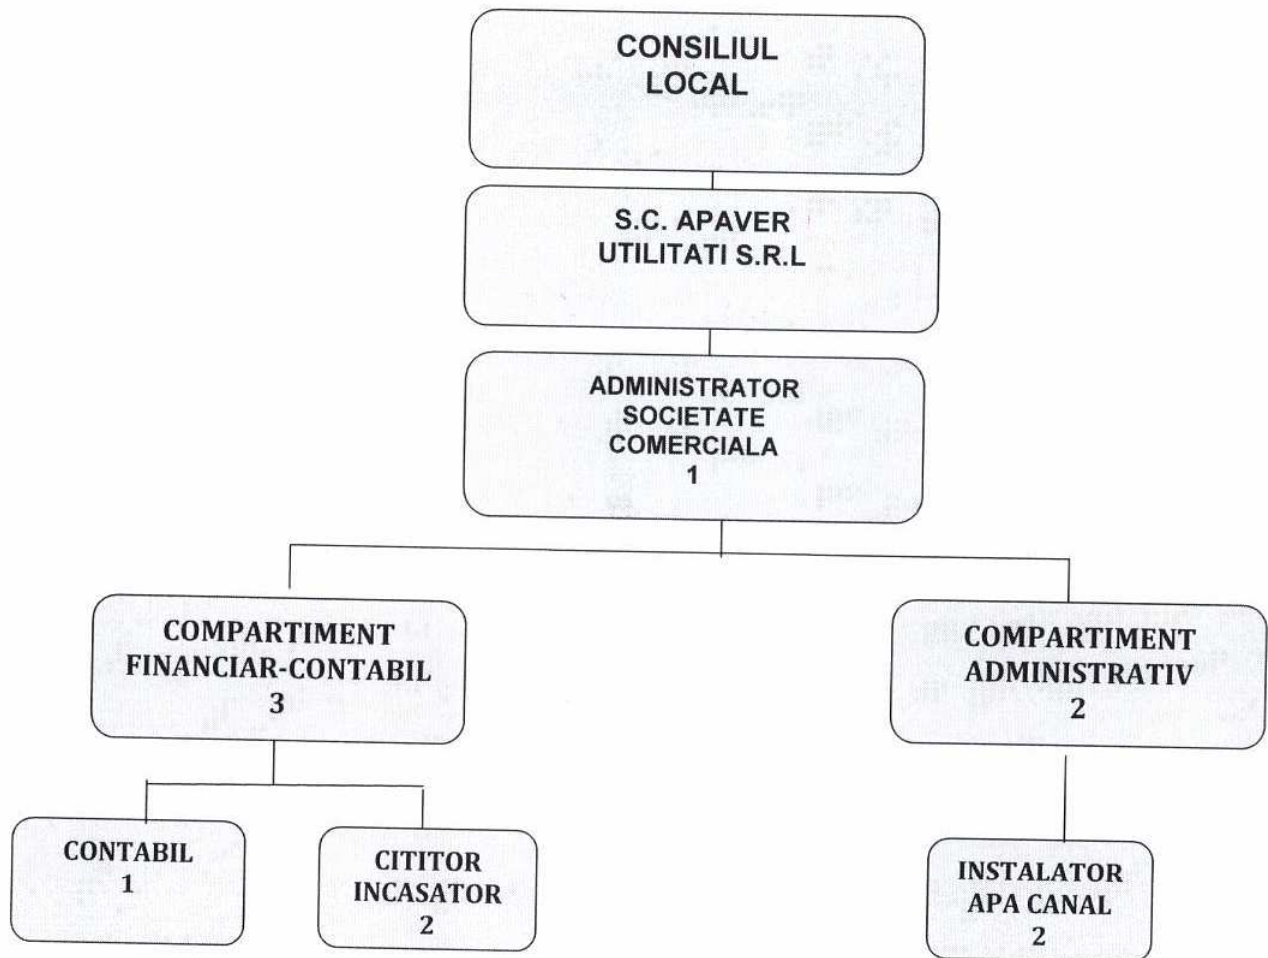 CONSILIUL
LOCAL
S.C. APAVER
UTILITATI S.R.L
ADMINISTRATOR
SOCIETATE
COMERCIALA
1
COMPARTIMENT
FINANCIAR-CONTABIL
3
COMPARTIMENT
ADMINISTRATIV
2
CONTABIL
1
CITITOR
INCASATOR
2
INSTALATOR
APA CANAL
2